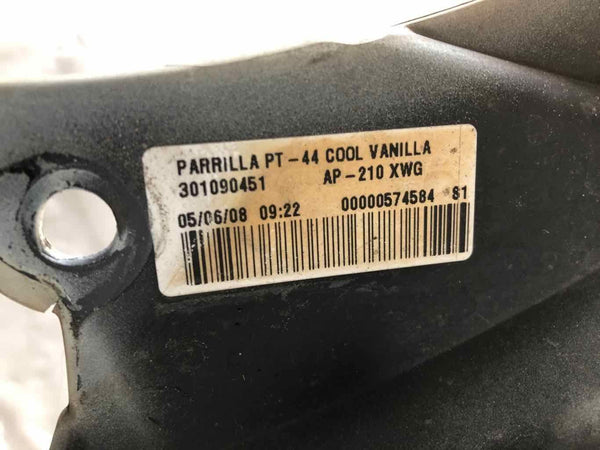 PARRILLA PT-44 COOL VANILLA
301090451 AP-210 XWG
05/06/08 09:22 00000574584 81